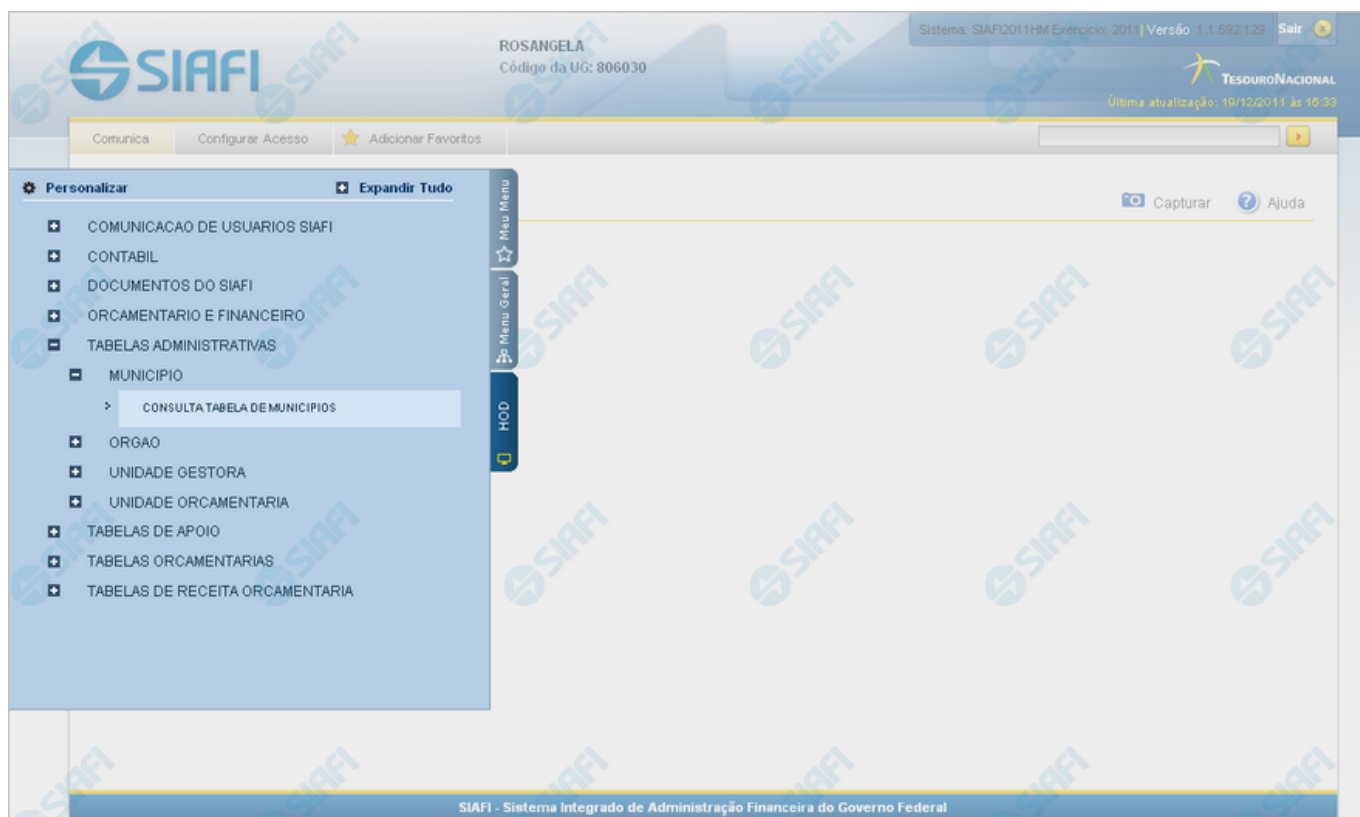 Sistema: SIAFI2011HM Exercício: 2011| Versão 1.1.692.129 Sair
SIAFI
ROSANGELA
Código da UG: 806030
TESOURONACIONAL
Última atualização: 19/12/2011 às 15:33
Comunica Configurar Acesso Adicionar Favoritos
Personalizar Expandir Tudo
Meu Menu
Menu Geral
HOD
Capturar Ajuda
COMUNICACAO DE USUARIOS SIAFI
CONTABIL
DOCUMENTOS DO SIAFI
ORCAMENTARIO E FINANCEIRO
TABELAS ADMINISTRATIVAS
MUNICIPIO
CONSULTA TABELA DE MUNICIPIOS
ORGAO
UNIDADE GESTORA
UNIDADE ORCAMENTARIA
TABELAS DE APOIO
TABELAS ORCAMENTARIAS
TABELAS DE RECEITA ORCAMENTARIA
SIAFI - Sistema Integrado de Administração Financeira do Governo Federal